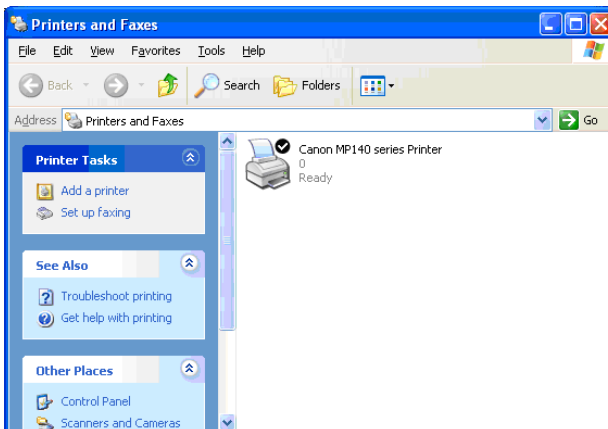 Printers and Faxes
File Edit View Favorites Tools Help
Back Search Folders
Address Printers and Faxes Go
Printer Tasks
Add a printer
Set up faxing
See Also
Troubleshoot printing
Get help with printing
Other Places
Control Panel
Scanners and Cameras
Canon MP140 series Printer
0
Ready